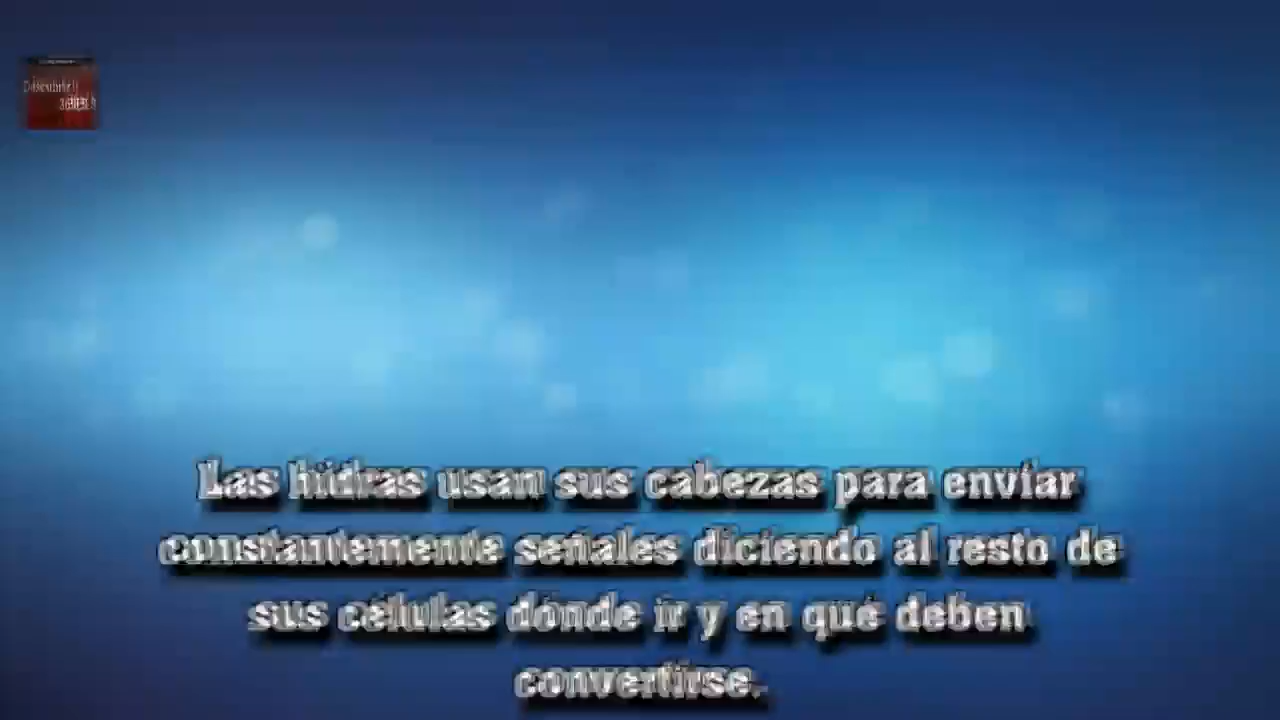 Las hidras usan sus cabezas para enviar
constantemente señales diciendo al resto de
sus células dónde ir y en qué deben
convertirse.